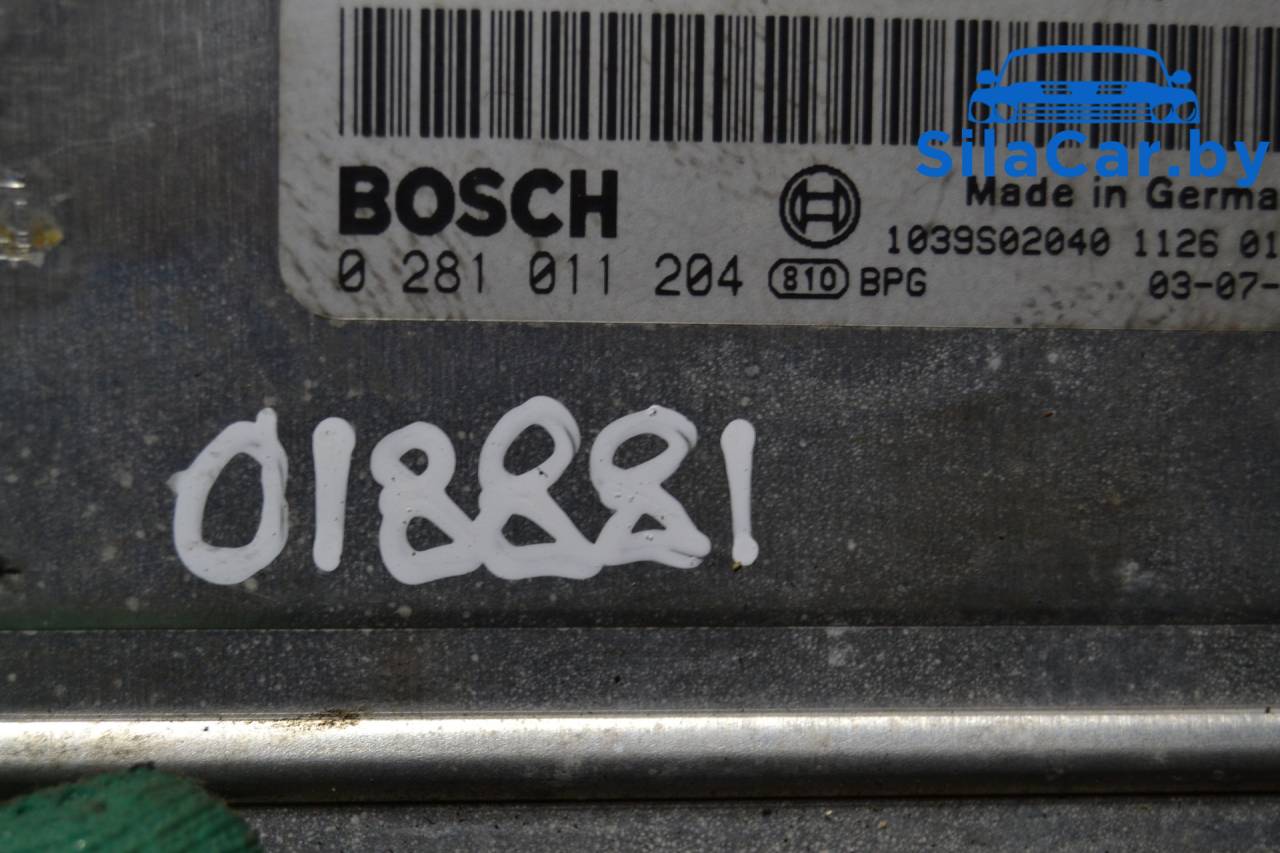 SilaCar.by
BOSCH
Made in Germa
1039S02040 1126 01
0 281 011 204 810 BPG
03-07-
018881